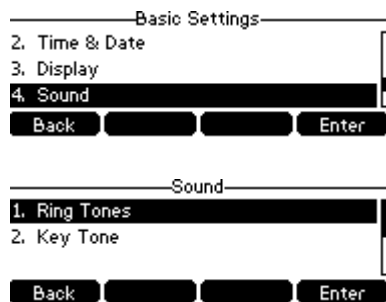 Basic Settings
2. Time & Date
3. Display
4. Sound
Back Enter
Sound
1. Ring Tones
2. Key Tone
Back Enter